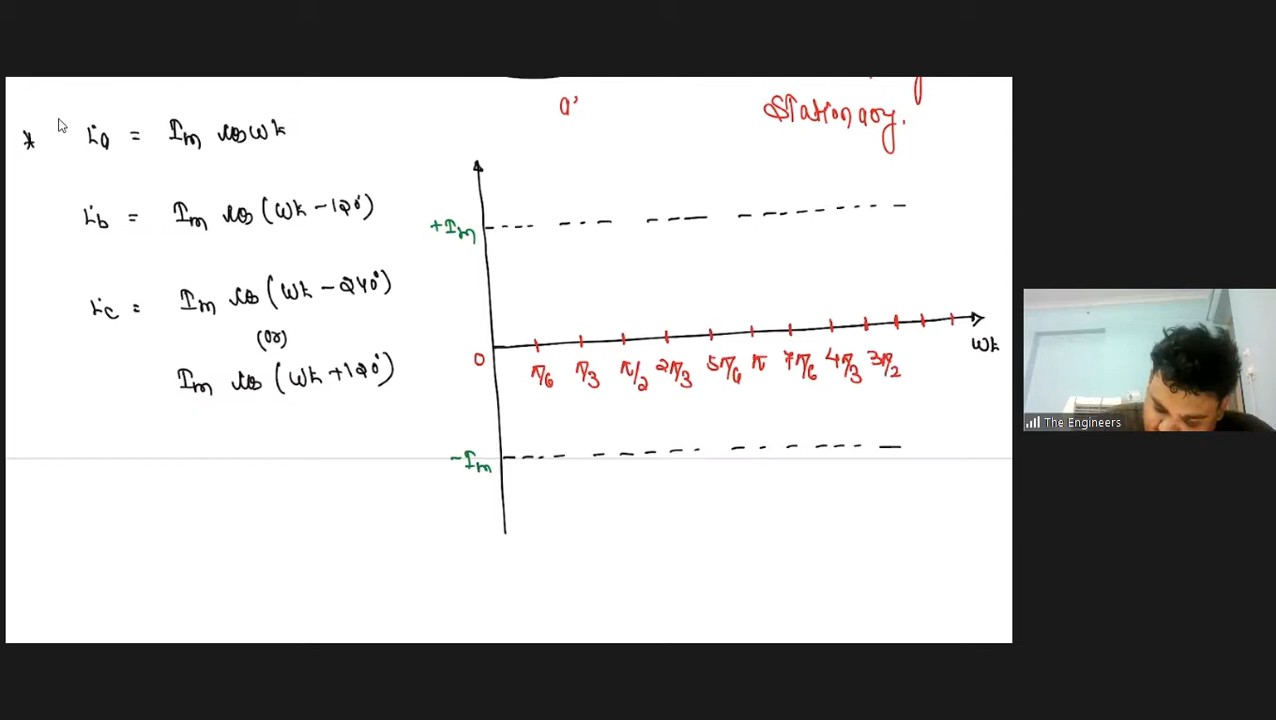 a'
Stationary.
* ia = Im cos ωt
ib = Im cos (ωt - 120°)
ic = Im cos (ωt - 240°)
(or)
Im cos (ωt + 120°)
+Im
0
π/6 π/3 π/2 2π/3 5π/6 π 7π/6 4π/3 3π/2
ωt
-Im
The Engineers